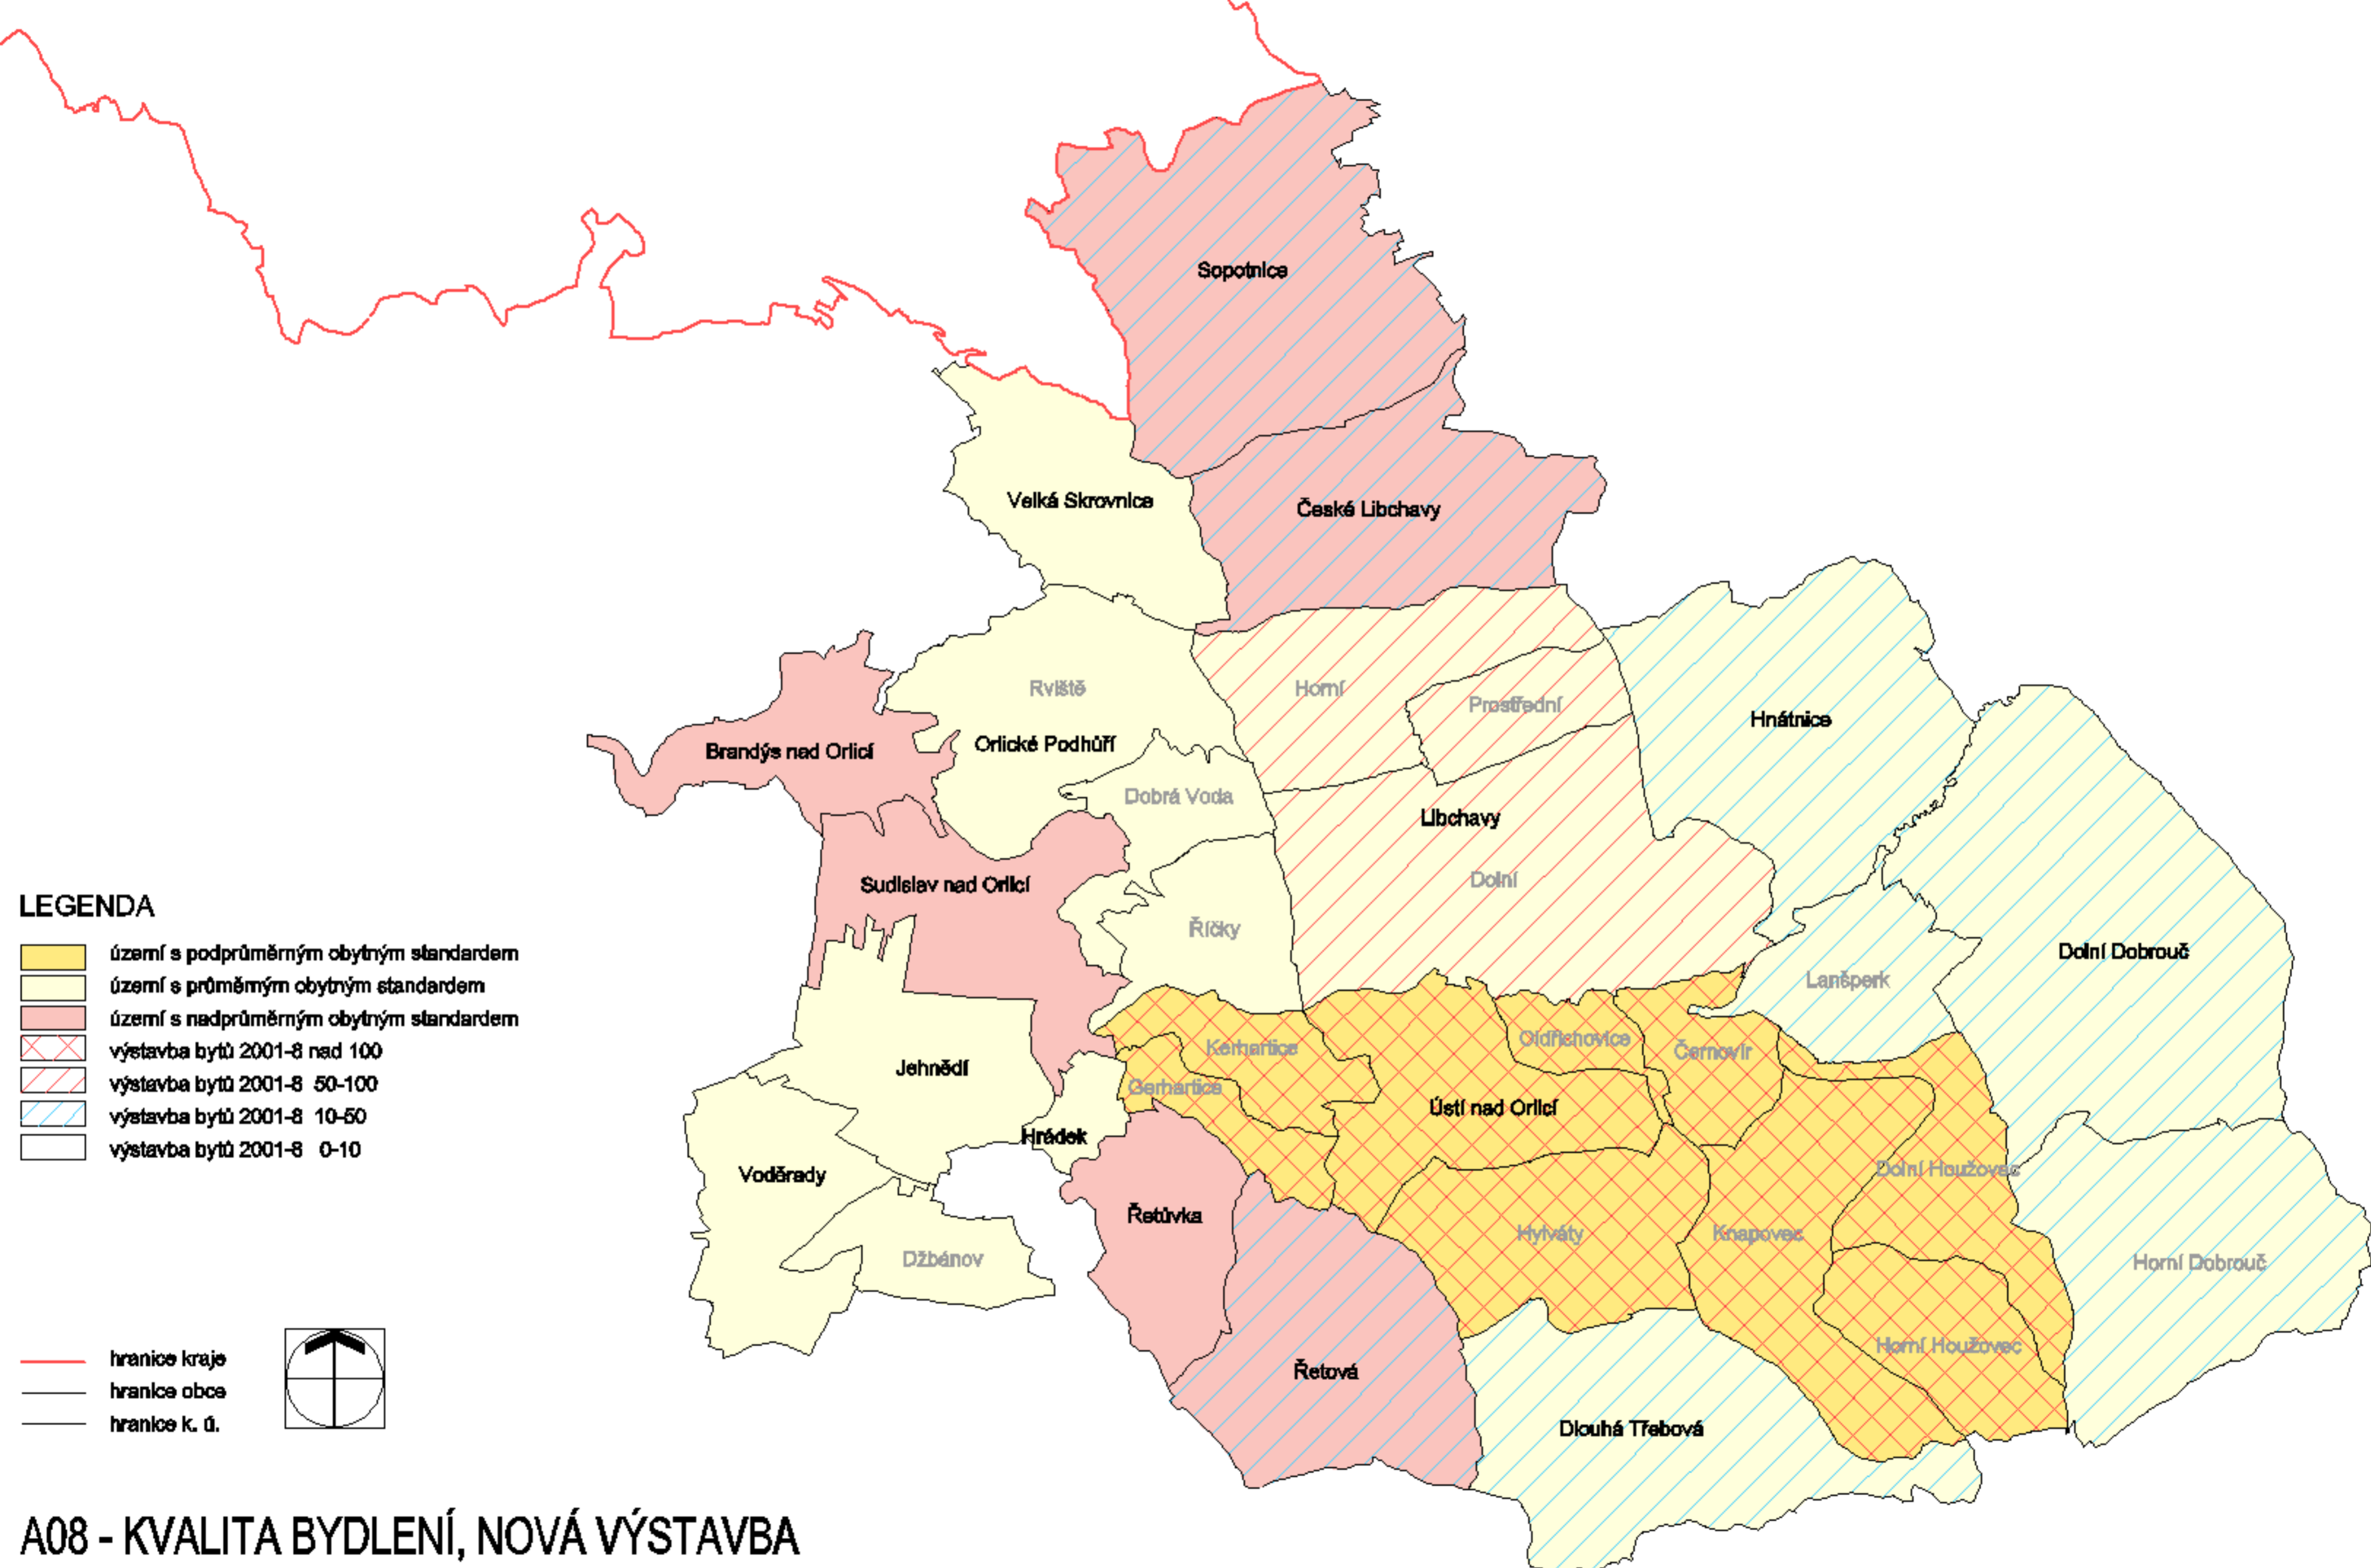 Sopotnice
Velká Skrovnice
České Libchavy
Rviště
Horní
Prostřední
Hnátnice
Brandýs nad Orlicí
Orlické Podhůří
Dobrá Voda
Libchavy
Sudislav nad Orlicí
Dolní
Říčky
Dolní Dobrouč
Lanšperk
Kerhartice
Oldřichovice
Černovír
Jehnědí
Gerhartice
Ústí nad Orlicí
Hrádek
Voděrady
Dolní Houžovec
Řetůvka
Hylváty
Knapovec
Džbánov
Horní Dobrouč
Horní Houžovec
Řetová
Dlouhá Třebová
LEGENDA
území s podprůměrným obytným standardem
území s průměrným obytným standardem
území s nadprůměrným obytným standardem
výstavba bytů 2001-8 nad 100
výstavba bytů 2001-8 50-100
výstavba bytů 2001-8 10-50
výstavba bytů 2001-8 0-10
hranice kraje
hranice obce
hranice k. ú.
A08 - KVALITA BYDLENÍ, NOVÁ VÝSTAVBA